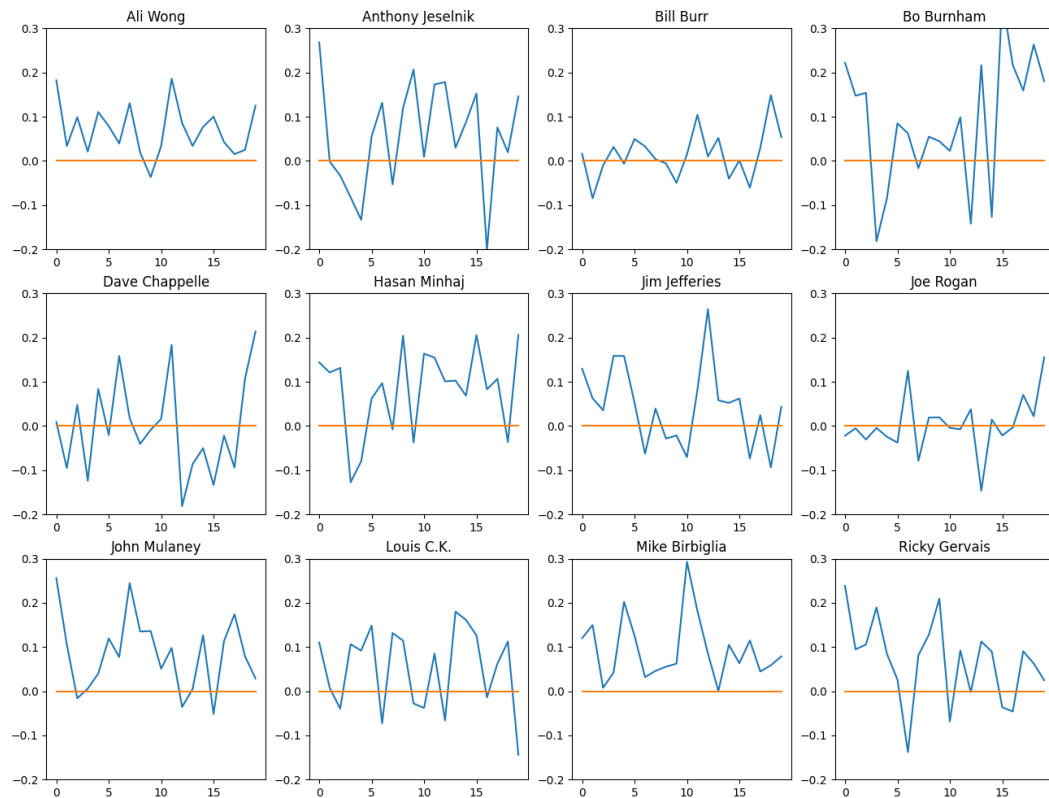 Ali Wong Anthony Jeselnik Bill Burr Bo Burnham
0.3 0.3 0.3 0.3
0.2 0.2 0.2 0.2
0.1 0.1 0.1 0.1
0.0 0.0 0.0 0.0
−0.1 −0.1 −0.1 −0.1
−0.2 −0.2 −0.2 −0.2
0 5 10 15 0 5 10 15 0 5 10 15 0 5 10 15
Dave Chappelle Hasan Minhaj Jim Jefferies Joe Rogan
0.3 0.3 0.3 0.3
0.2 0.2 0.2 0.2
0.1 0.1 0.1 0.1
0.0 0.0 0.0 0.0
−0.1 −0.1 −0.1 −0.1
−0.2 −0.2 −0.2 −0.2
0 5 10 15 0 5 10 15 0 5 10 15 0 5 10 15
John Mulaney Louis C.K. Mike Birbiglia Ricky Gervais
0.3 0.3 0.3 0.3
0.2 0.2 0.2 0.2
0.1 0.1 0.1 0.1
0.0 0.0 0.0 0.0
−0.1 −0.1 −0.1 −0.1
−0.2 −0.2 −0.2 −0.2
0 5 10 15 0 5 10 15 0 5 10 15 0 5 10 15